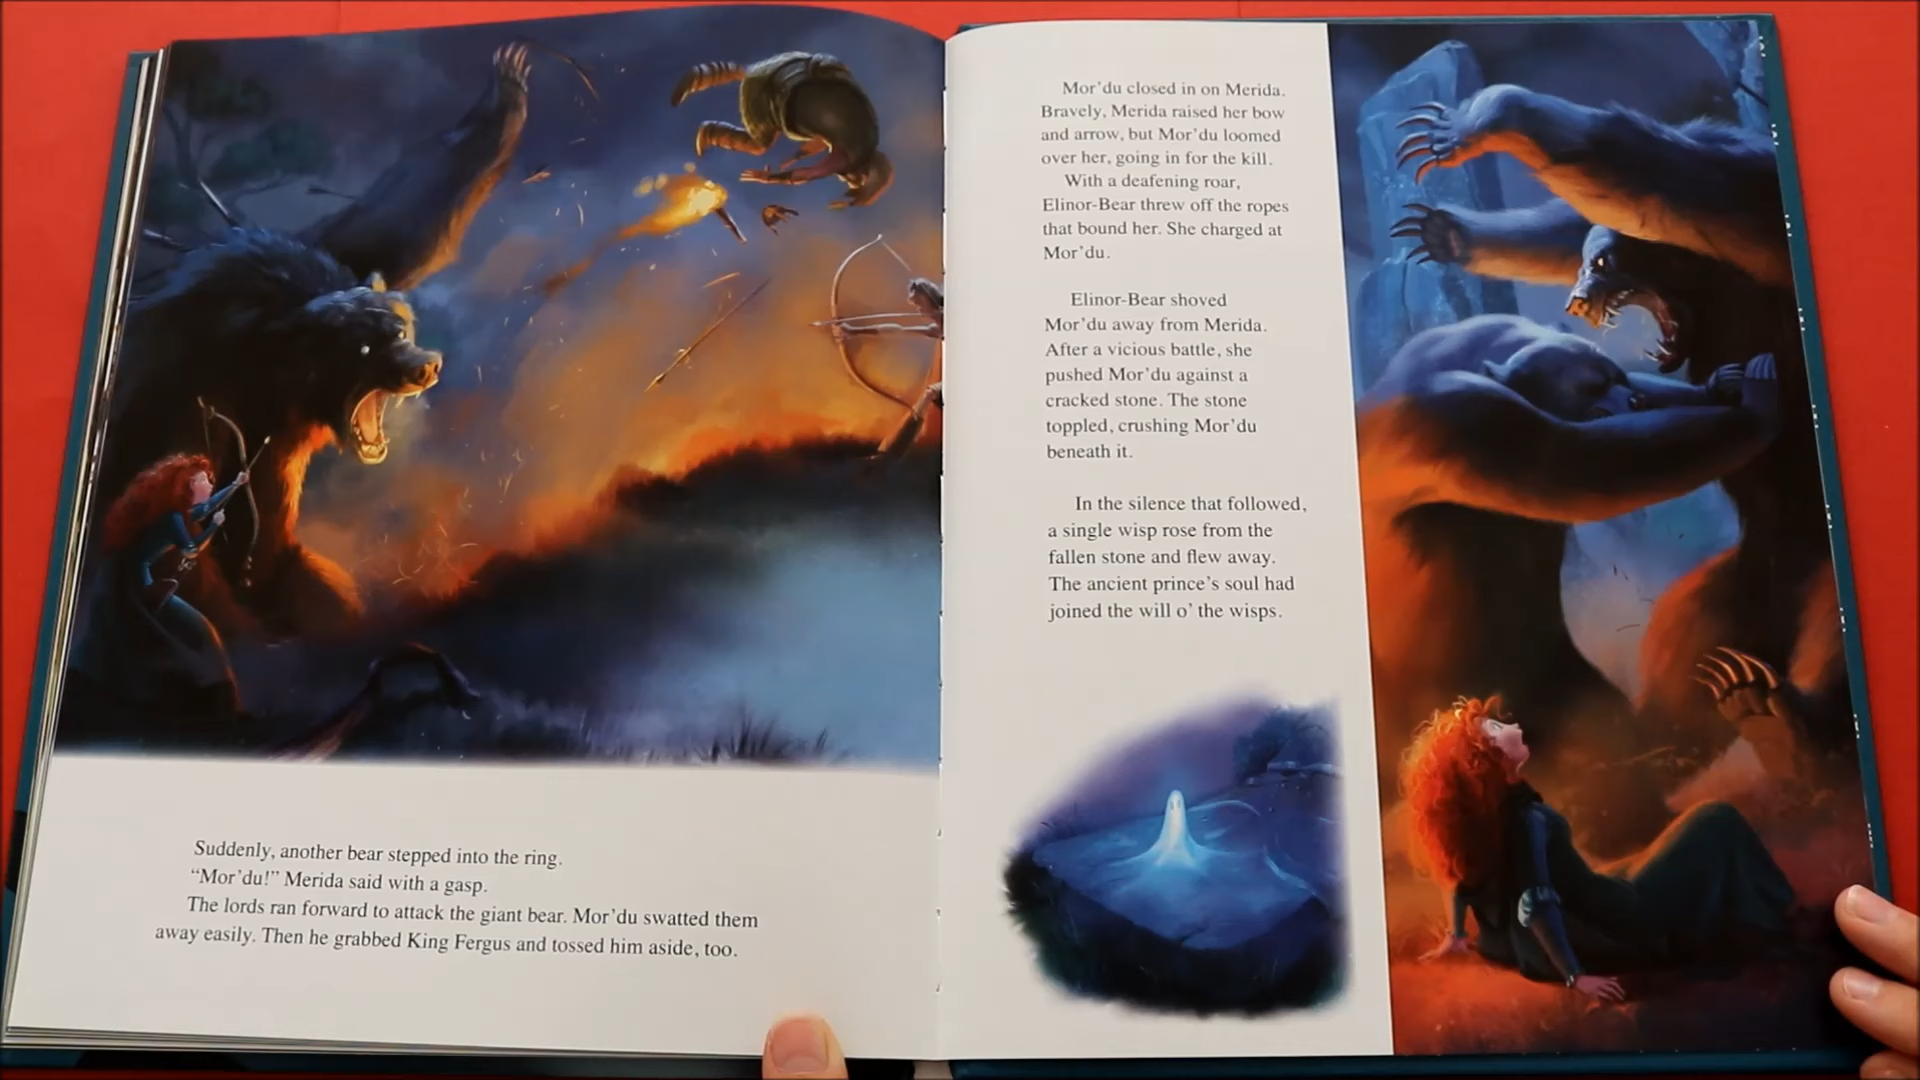 Suddenly, another bear stepped into the ring.
“Mor’du!” Merida said with a gasp.
The lords ran forward to attack the giant bear. Mor’du swatted them
away easily. Then he grabbed King Fergus and tossed him aside, too.
Mor’du closed in on Merida.
Bravely, Merida raised her bow
and arrow, but Mor’du loomed
over her, going in for the kill.
With a deafening roar,
Elinor-Bear threw off the ropes
that bound her. She charged at
Mor’du.
Elinor-Bear shoved
Mor’du away from Merida.
After a vicious battle, she
pushed Mor’du against a
cracked stone. The stone
toppled, crushing Mor’du
beneath it.
In the silence that followed,
a single wisp rose from the
fallen stone and flew away.
The ancient prince’s soul had
joined the will o’ the wisps.